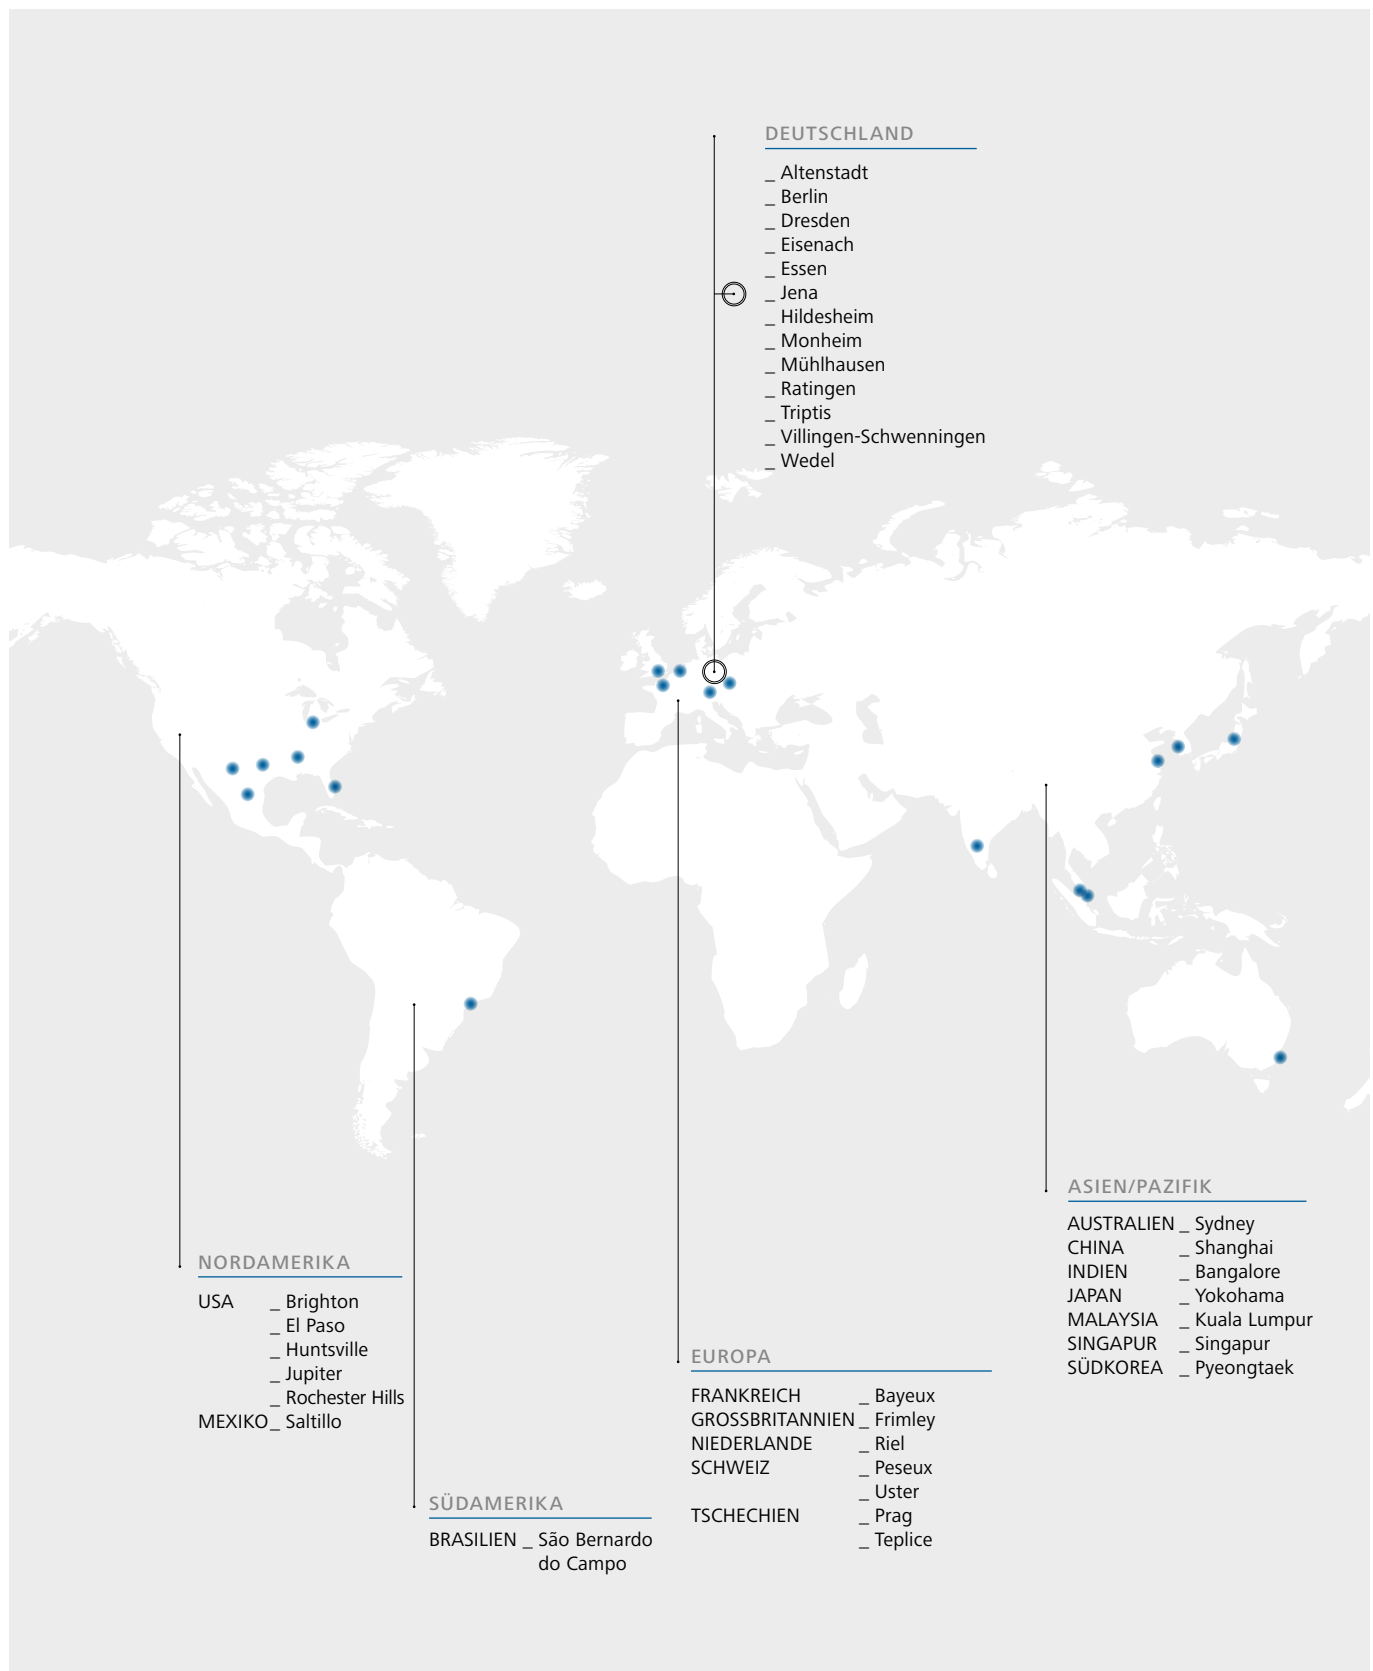 DEUTSCHLAND
_ Altenstadt
_ Berlin
_ Dresden
_ Eisenach
_ Essen
_ Jena
_ Hildesheim
_ Monheim
_ Mühlhausen
_ Ratingen
_ Triptis
_ Villingen-Schwenningen
_ Wedel
NORDAMERIKA
USA _ Brighton
_ El Paso
_ Huntsville
_ Jupiter
_ Rochester Hills
MEXIKO _ Saltillo
SÜDAMERIKA
BRASILIEN _ São Bernardo
do Campo
EUROPA
FRANKREICH _ Bayeux
GROSSBRITANNIEN _ Frimley
NIEDERLANDE _ Riel
SCHWEIZ _ Peseux
_ Uster
TSCHECHIEN _ Prag
_ Teplice
ASIEN/PAZIFIK
AUSTRALIEN _ Sydney
CHINA _ Shanghai
INDIEN _ Bangalore
JAPAN _ Yokohama
MALAYSIA _ Kuala Lumpur
SINGAPUR _ Singapur
SÜDKOREA _ Pyeongtaek